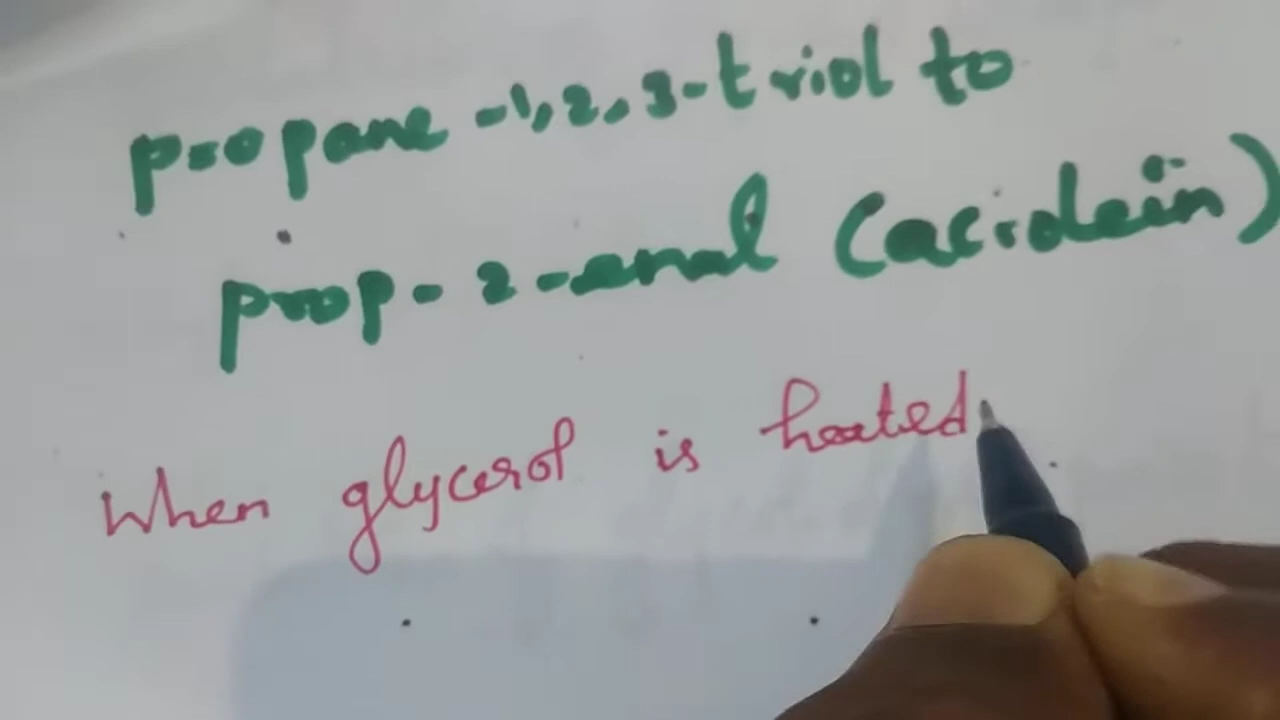 propane-1,2,3-triol to
prop-2-enal (acrolein)
When glycerol is heated